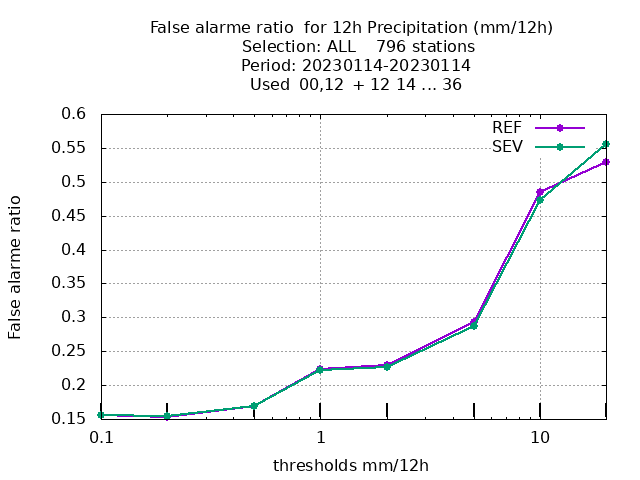 False alarme ratio  for 12h Precipitation (mm/12h)
Selection: ALL    796 stations
Period: 20230114-20230114
Used  00,12  + 12 14 ... 36
0.6
0.55
0.5
0.45
0.4
0.35
0.3
0.25
0.2
0.15
False alarme ratio
REF
SEV
0.1 1 10
thresholds mm/12h